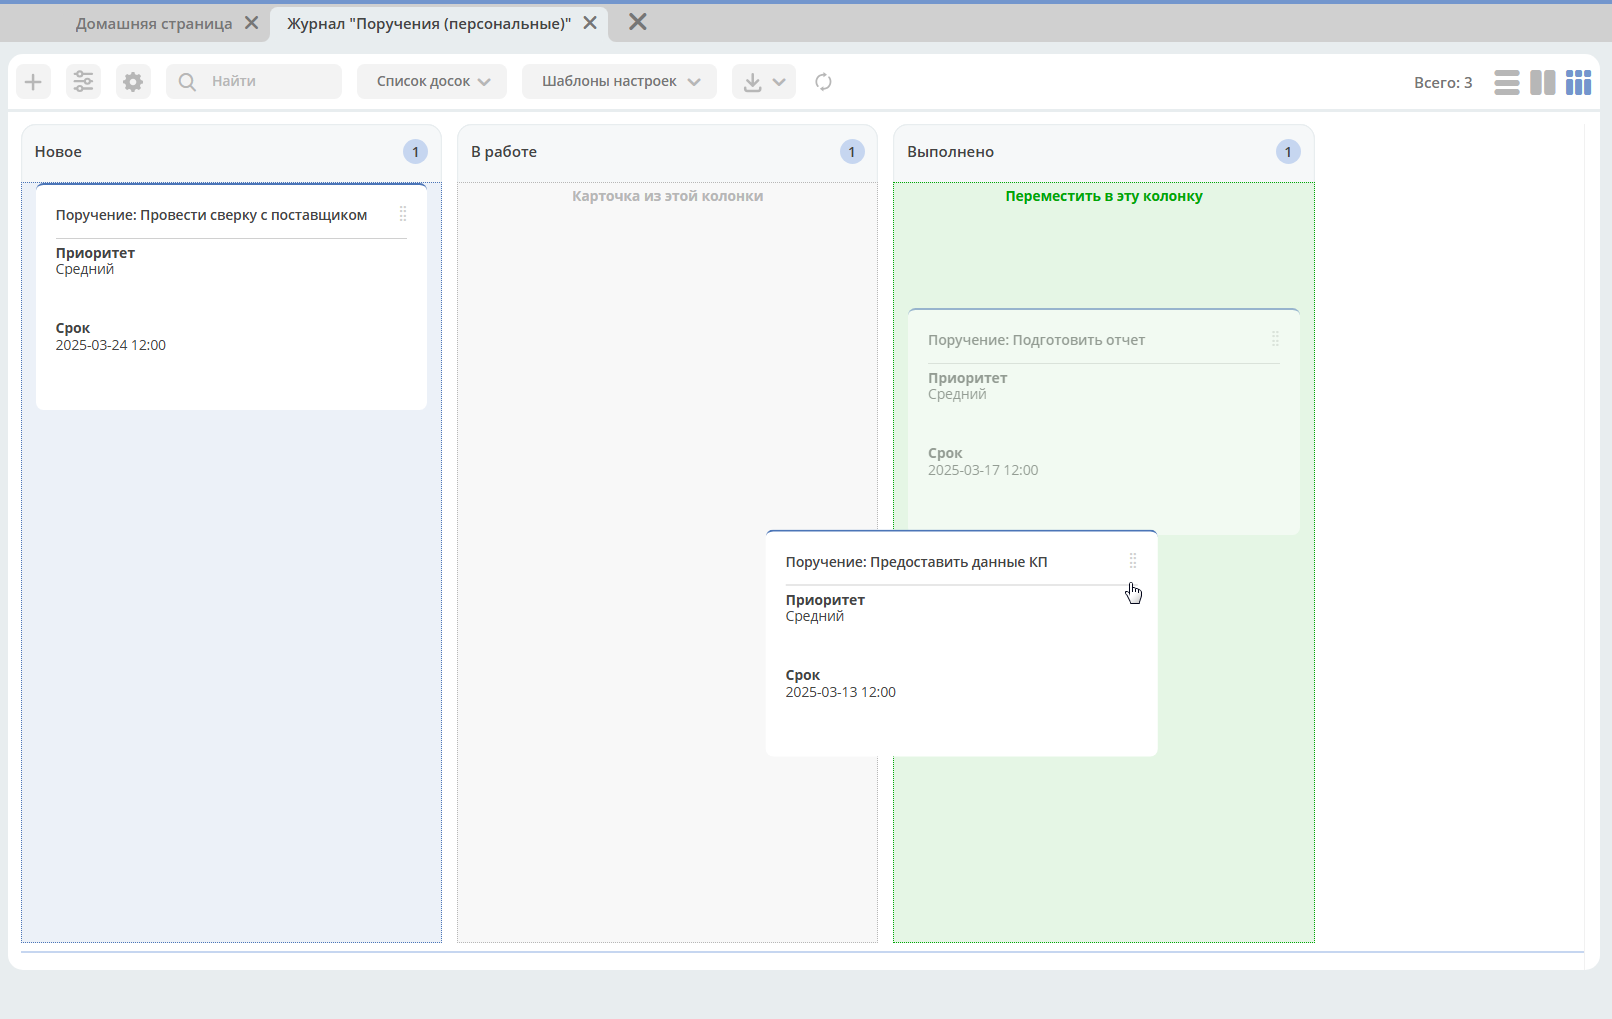 Домашняя страница
Журнал "Поручения (персональные)"
Найти
Список досок
Шаблоны настроек
Всего: 3
Новое
1
В работе
1
Выполнено
1
Поручение: Провести сверку с поставщиком
Приоритет
Средний
Срок
2025-03-24 12:00
Карточка из этой колонки
Переместить в эту колонку
Поручение: Подготовить отчет
Приоритет
Средний
Срок
2025-03-17 12:00
Поручение: Предоставить данные КП
Приоритет
Средний
Срок
2025-03-13 12:00